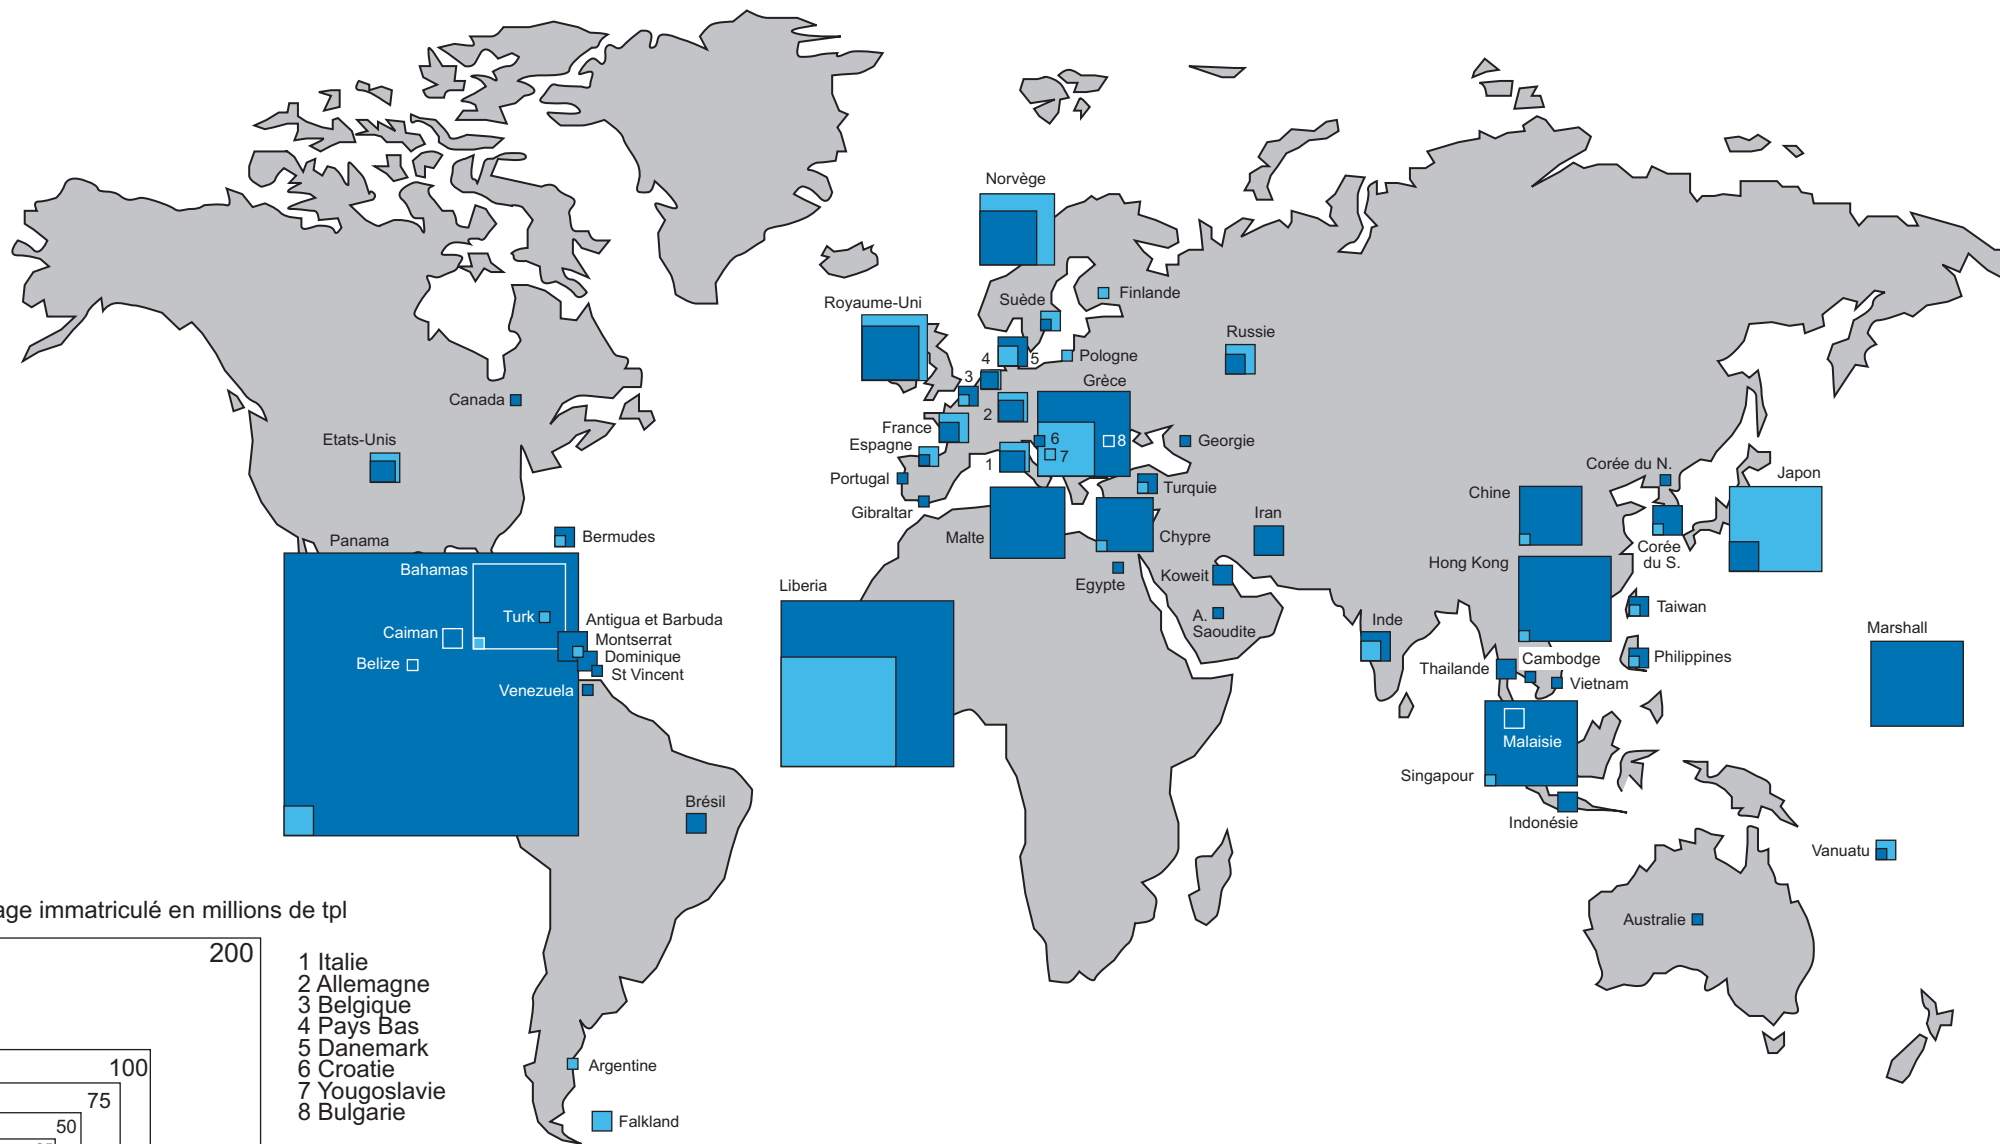 Norvège
Finlande
Suède
Royaume-Uni
Russie
4
5
Pologne
3
Grèce
Canada
2
France
6
8
Georgie
Etats-Unis
Espagne
7
1
Corée du N.
Japon
Portugal
Turquie
Chine
Gibraltar
Iran
Bermudes
Malte
Chypre
Panama
Corée
du S.
Bahamas
Hong Kong
Koweit
Egypte
Liberia
Turk
Antigua et Barbuda
A.
Saoudite
Inde
Taiwan
Caiman
Montserrat
Marshall
Belize
Dominique
Cambodge
Philippines
St Vincent
Thailande
Venezuela
Vietnam
Malaisie
Singapour
Brésil
Indonésie
Vanuatu
Australie
immatriculé en millions de tpl
200
100
75
50
1 Italie
2 Allemagne
3 Belgique
4 Pays Bas
5 Danemark
6 Croatie
7 Yougoslavie
8 Bulgarie
Argentine
Falkland